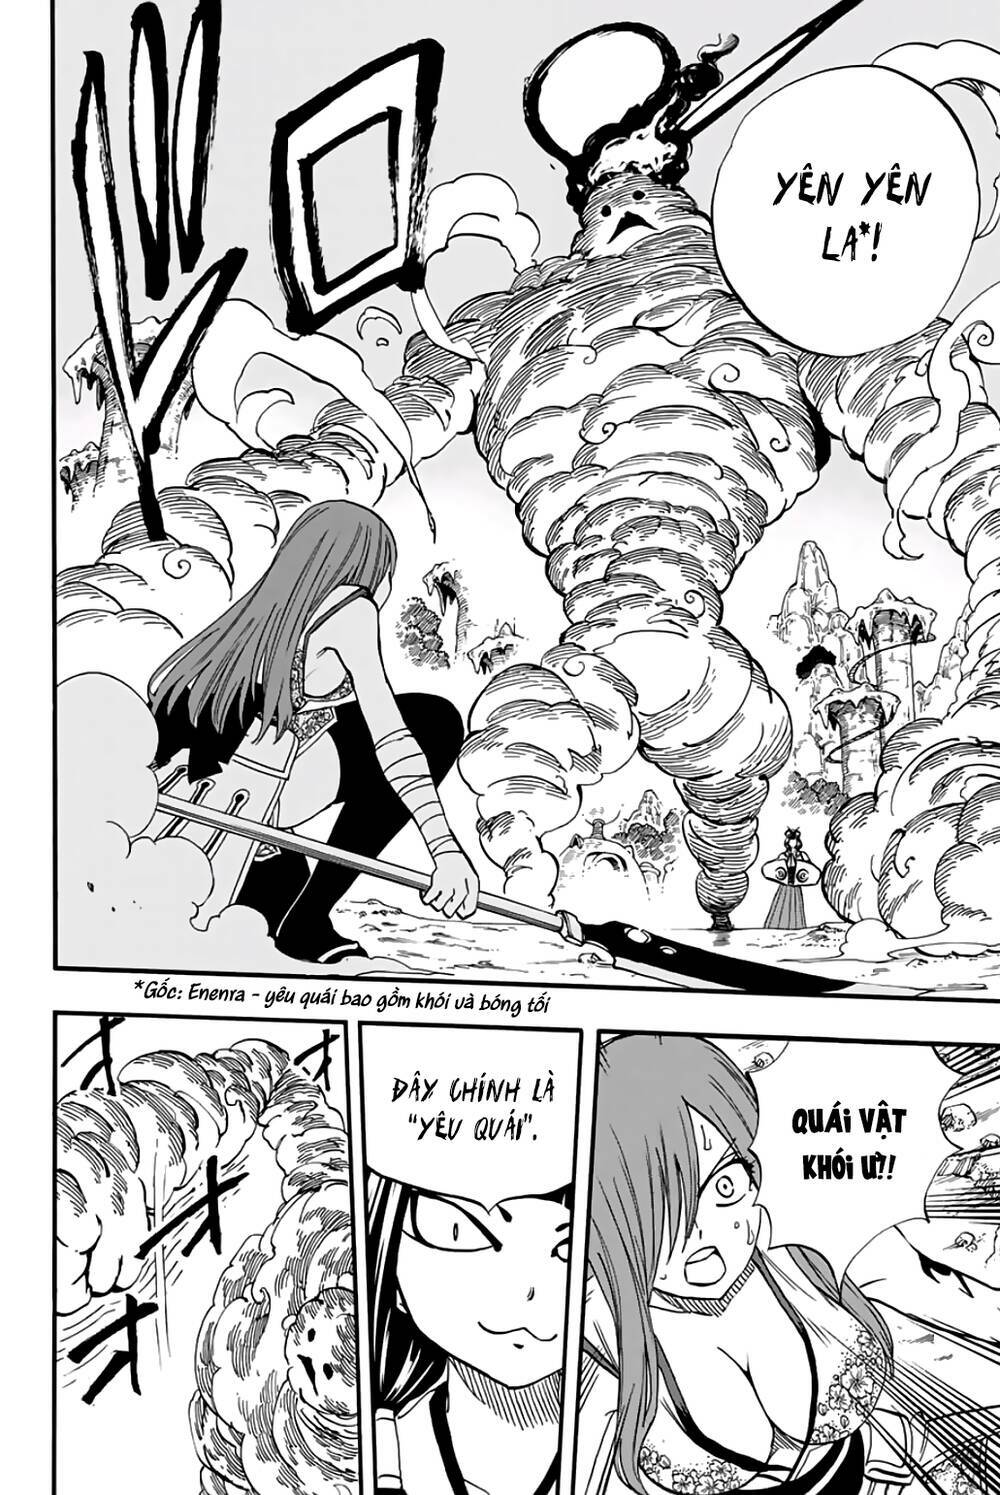 YÊN YÊN
LA*!
*Gốc: Enenra - yêu quái bao gồm khói và bóng tối
QUÁI VẬT
KHÓI Ư?!
ĐÂY CHÍNH LÀ
"YÊU QUÁI".